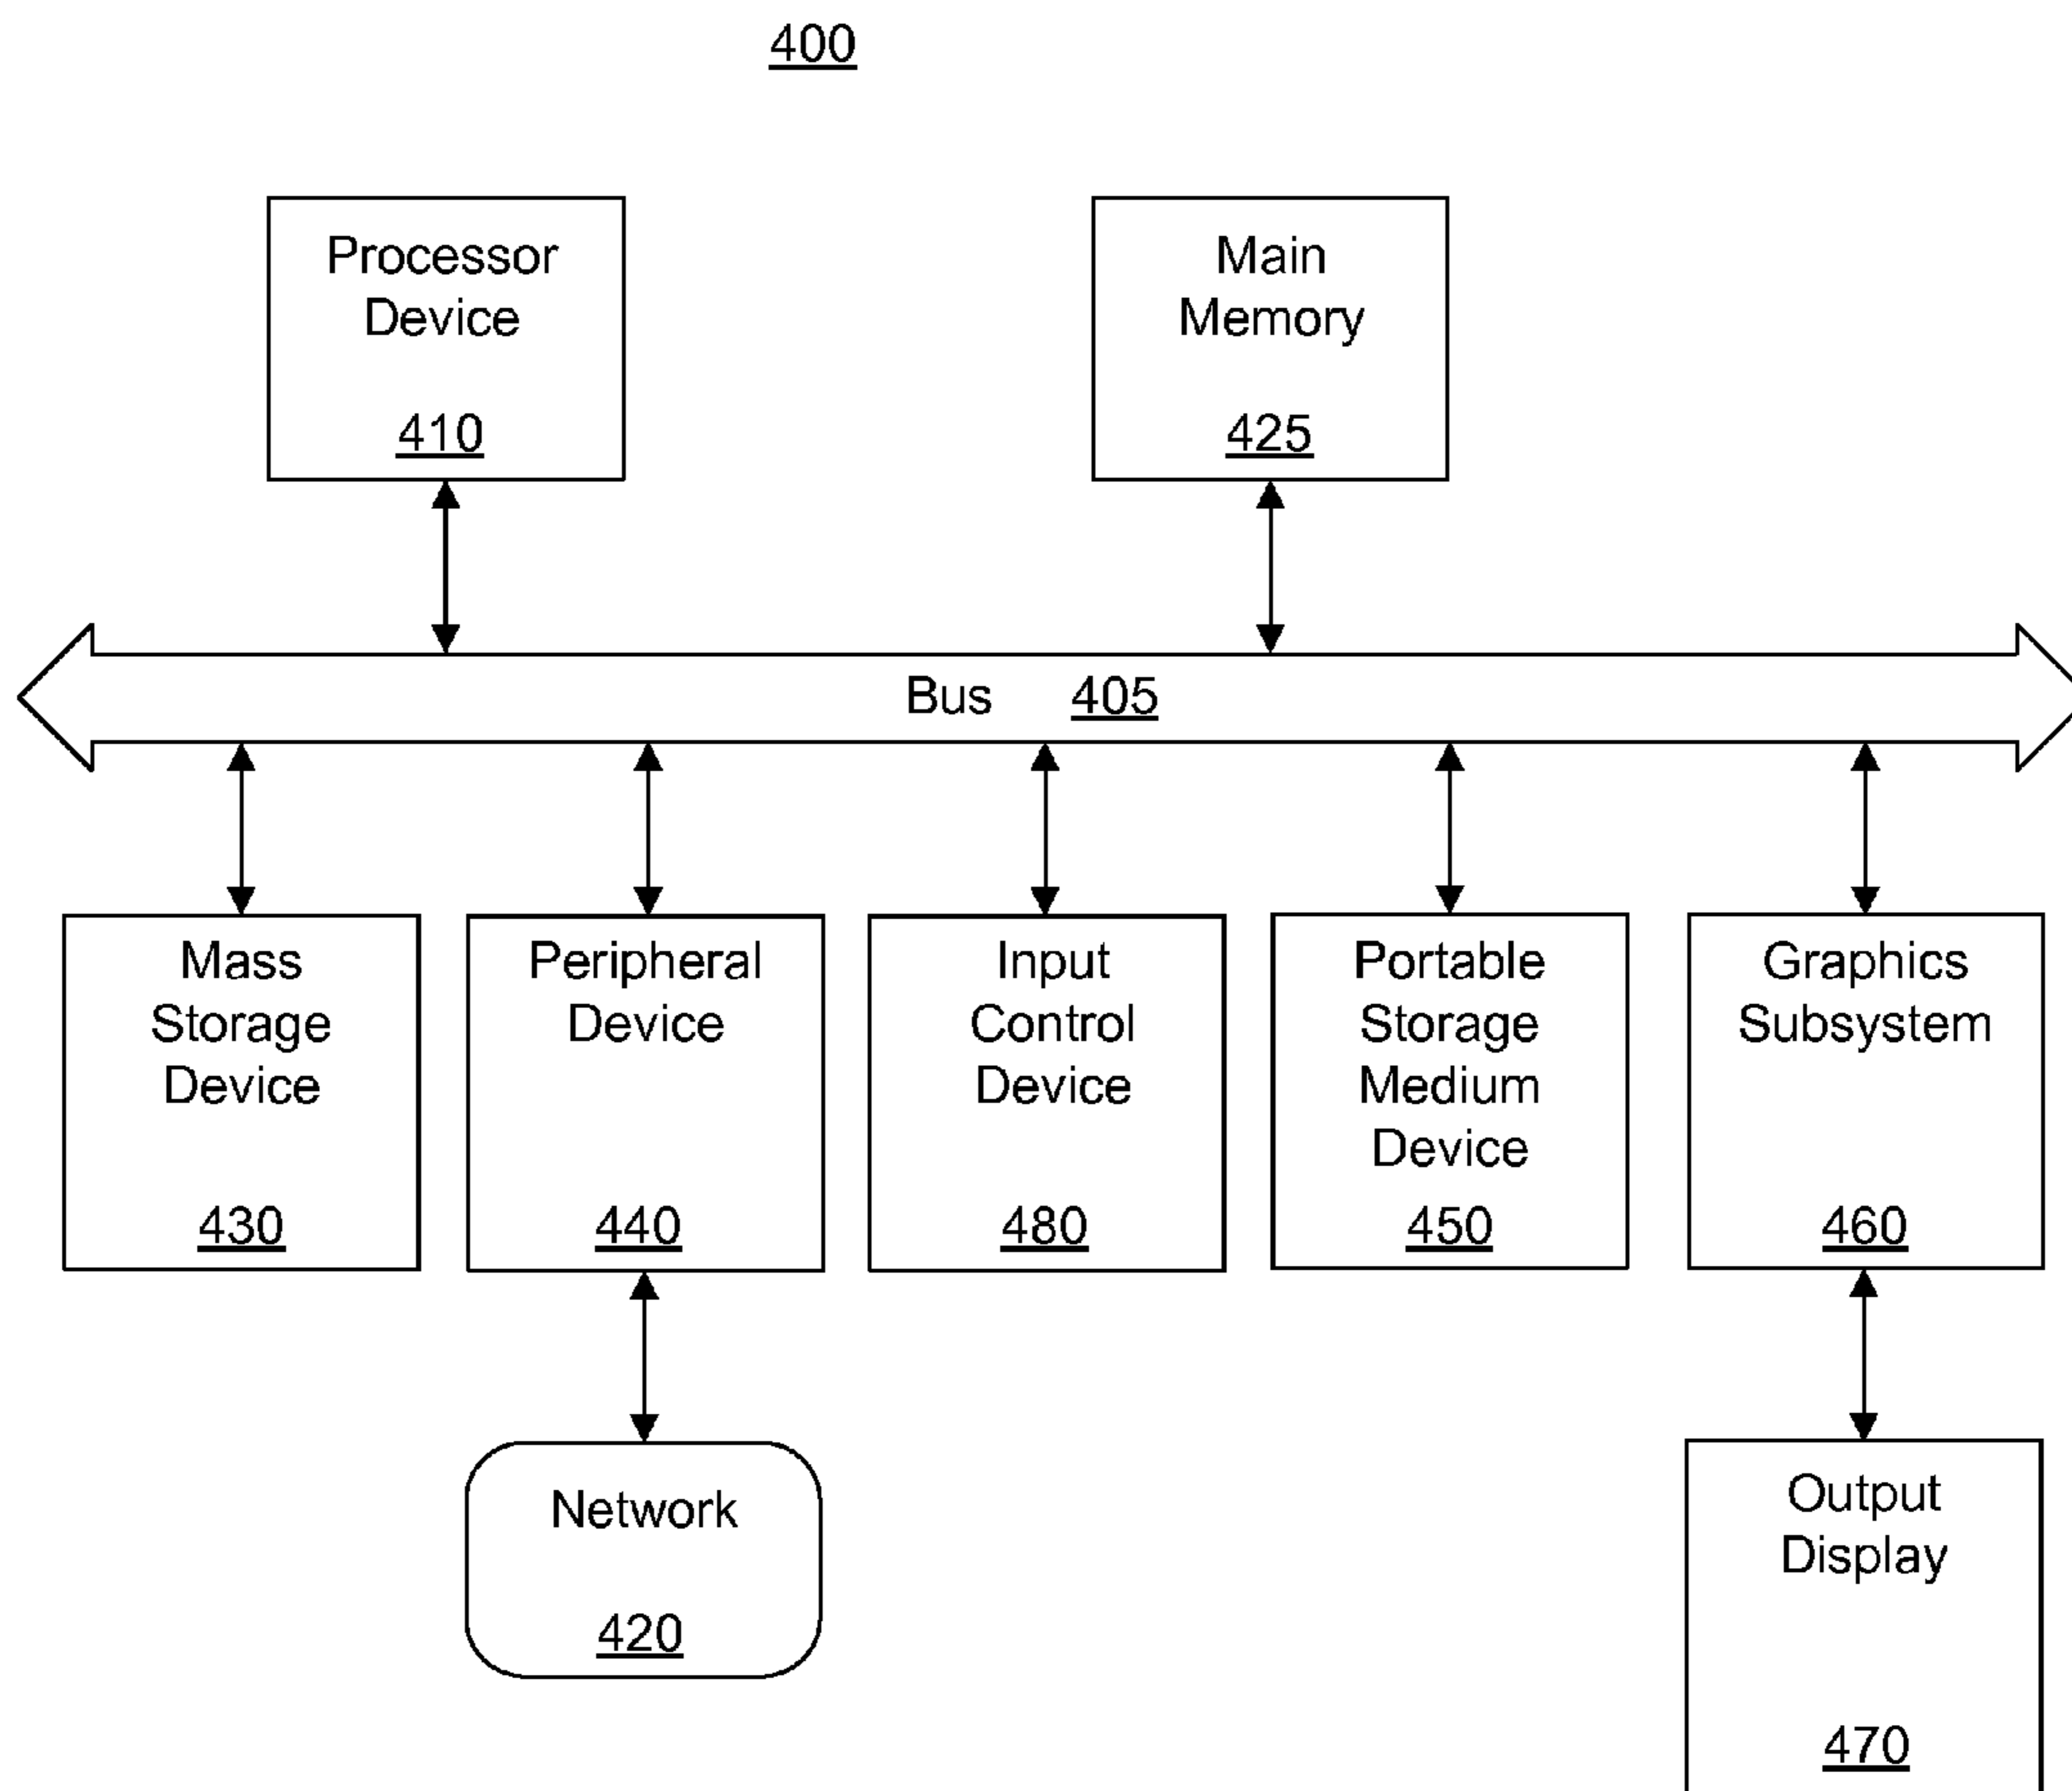 400
Processor
Device
410
Main
Memory
425
Bus 405
Mass
Storage
Device
430
Peripheral
Device
440
Input
Control
Device
480
Portable
Storage
Medium
Device
450
Graphics
Subsystem
460
Network
420
Output
Display
470